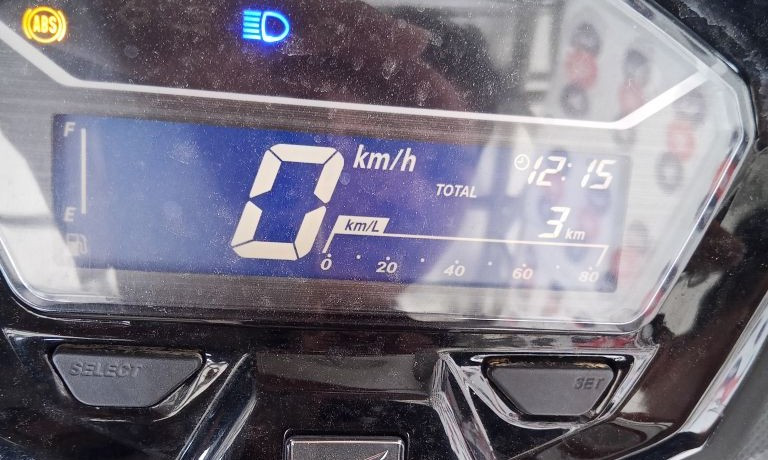 ABS
F
0 km/h
12:15
TOTAL
3 km
E
km/L
0 20 40 60 80
SELECT
SET